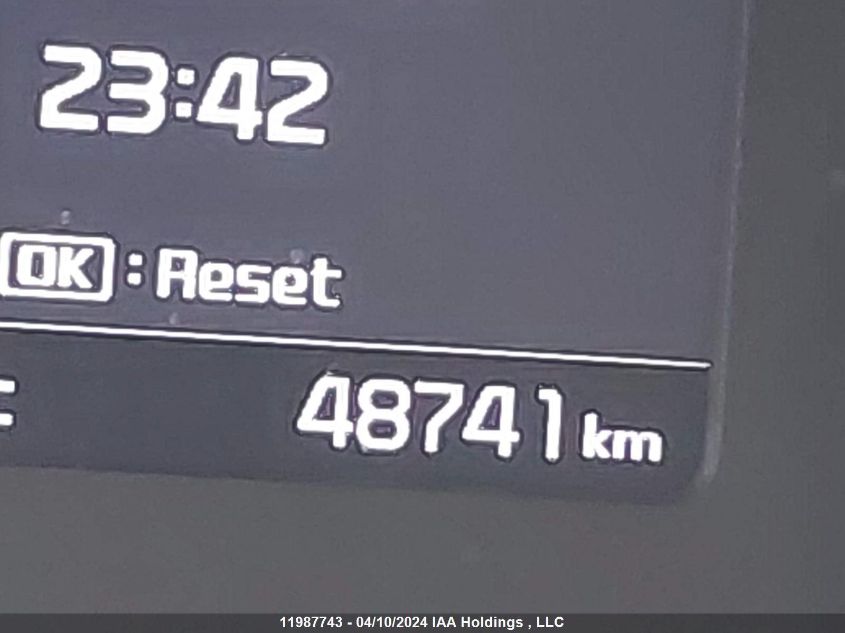 23:42
OK : Reset
48741 km
11987743 - 04/10/2024 IAA Holdings , LLC